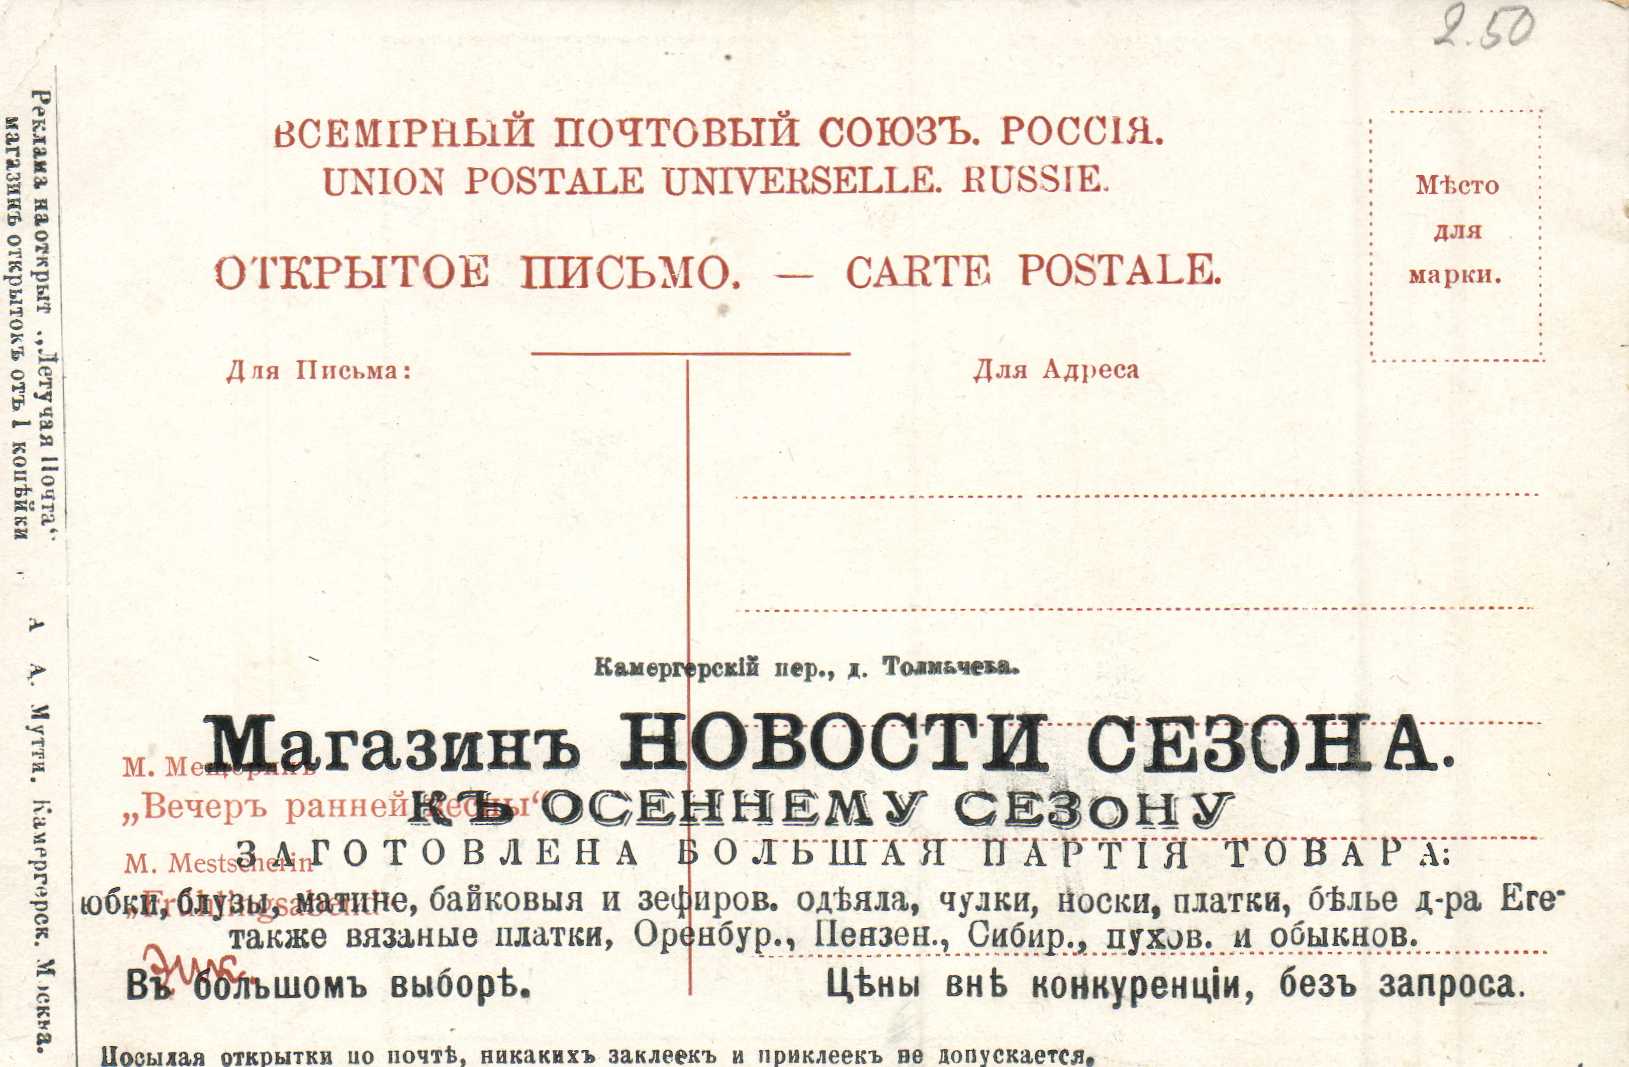 2.50
ВСЕМІРНЫЙ ПОЧТОВЫЙ СОЮЗЪ. РОССІЯ.
UNION POSTALE UNIVERSELLE. RUSSIE.
ОТКРЫТОЕ ПИСЬМО. — CARTE POSTALE.
Мѣсто
для
марки.
Для Письма:
Для Адреса
Камергерскій пер., д. Толмачева.
Магазинъ НОВОСТИ СЕЗОНА.
М. Мещеринъ
КЪ ОСЕННЕМУ СЕЗОНУ
„Вечеръ ранней весны“
ЗАГОТОВЛЕНА БОЛЬШАЯ ПАРТІЯ ТОВАРА:
M. Mestscherin
юбки, блузы, матине, байковыя и зефиров. одѣяла, чулки, носки, платки, бѣлье д-ра Еге-
„Frühlingsabend“
также вязаные платки, Оренбур., Пензен., Сибир., пухов. и обыкнов.
Въ большомъ выборѣ. Цѣны внѣ конкуренціи, безъ запроса.
Посылая открытки по почтѣ, никакихъ заклеекъ и приклеекъ не допускается.
Реклама на открыт „Летучая Почта“ А А. Мутти. Камергерск. Москва.
магазинъ открытокъ отъ 1 копѣйки